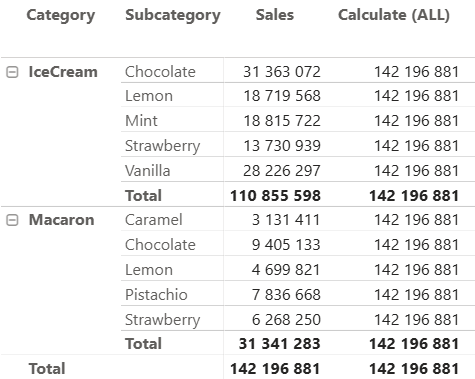 Category Subcategory Sales Calculate (ALL)
IceCream Chocolate 31 363 072 142 196 881
Lemon 18 719 568 142 196 881
Mint 18 815 722 142 196 881
Strawberry 13 730 939 142 196 881
Vanilla 28 226 297 142 196 881
Total 110 855 598 142 196 881
Macaron Caramel 3 131 411 142 196 881
Chocolate 9 405 133 142 196 881
Lemon 4 699 821 142 196 881
Pistachio 7 836 668 142 196 881
Strawberry 6 268 250 142 196 881
Total 31 341 283 142 196 881
Total 142 196 881 142 196 881